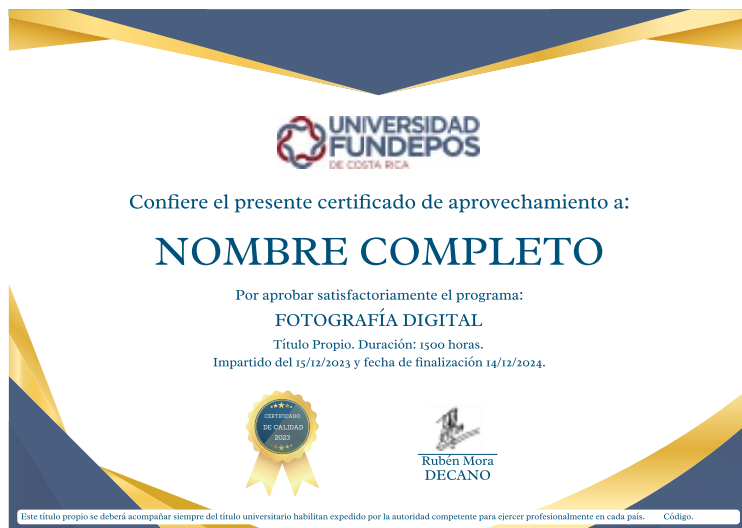 UNIVERSIDAD
FUNDEPOS
DE COSTA RICA
Confiere el presente certificado de aprovechamiento a:
NOMBRE COMPLETO
Por aprobar satisfactoriamente el programa:
FOTOGRAFÍA DIGITAL
Título Propio. Duración: 1500 horas.
Impartido del 15/12/2023 y fecha de finalización 14/12/2024.
CERTIFICADO
DE CALIDAD
2023
Rubén Mora
DECANO
Este título propio se deberá acompañar siempre del título universitario habilitan expedido por la autoridad competente para ejercer profesionalmente en cada país. Código.